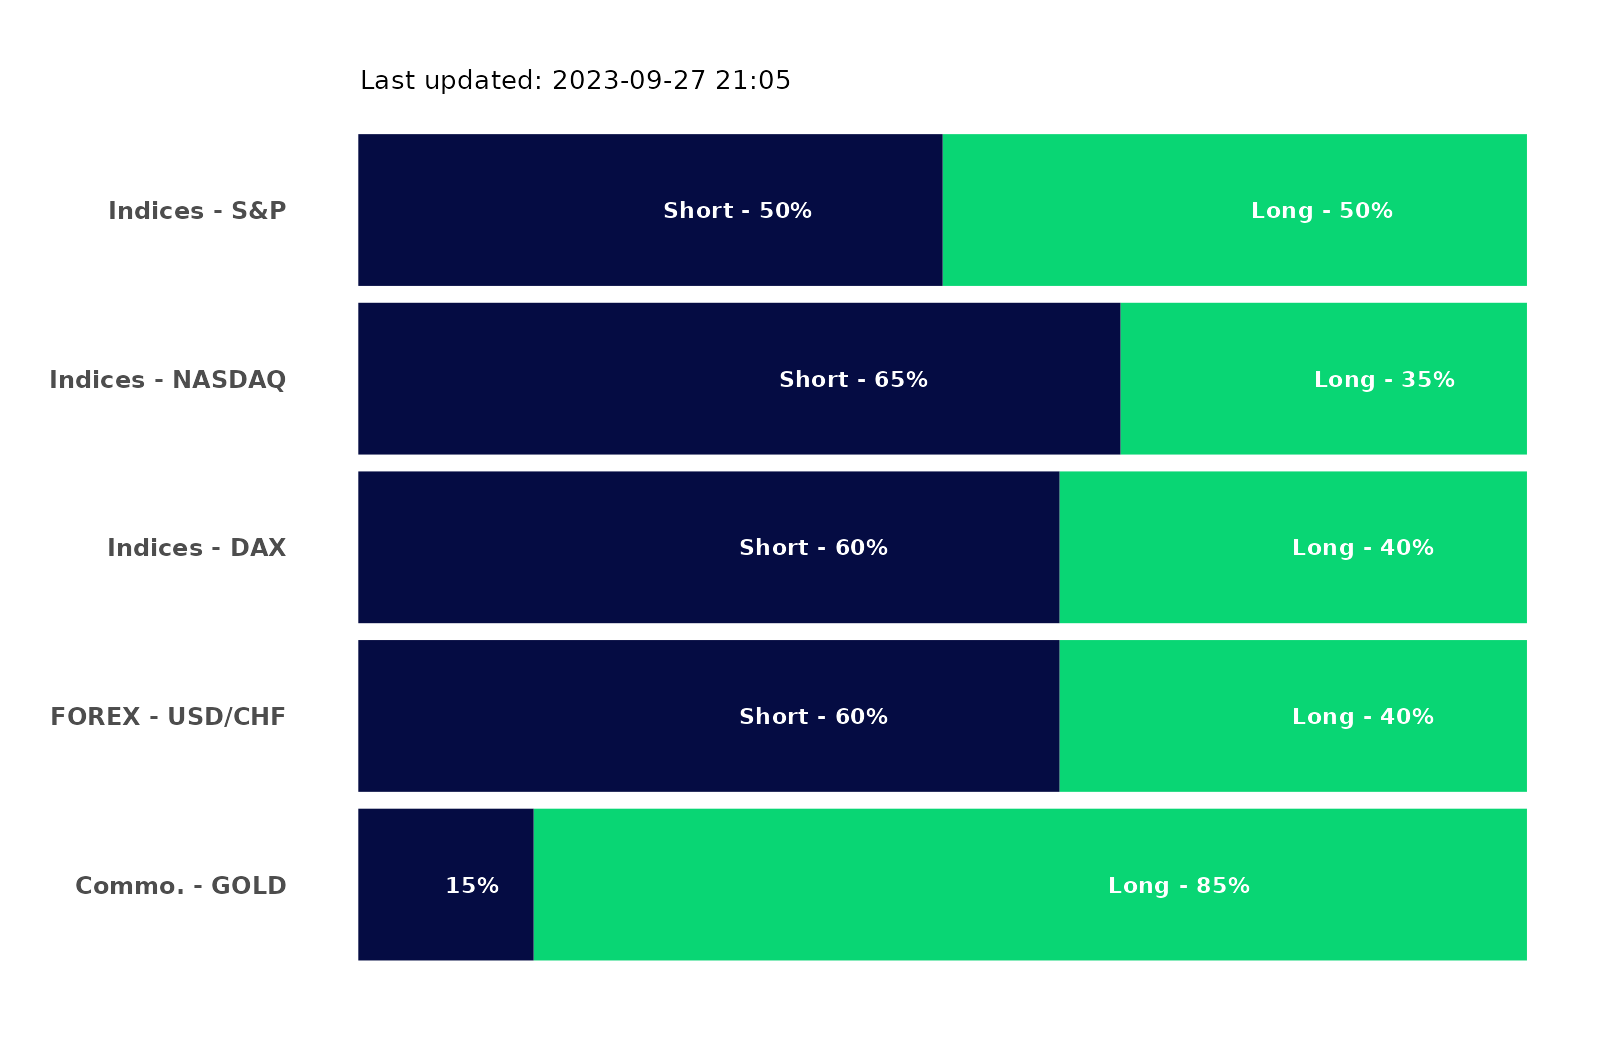 Last updated: 2023-09-27 21:05
Indices - S&P Short - 50% Long - 50%
Indices - NASDAQ Short - 65% Long - 35%
Indices - DAX Short - 60% Long - 40%
FOREX - USD/CHF Short - 60% Long - 40%
Commo. - GOLD 15% Long - 85%